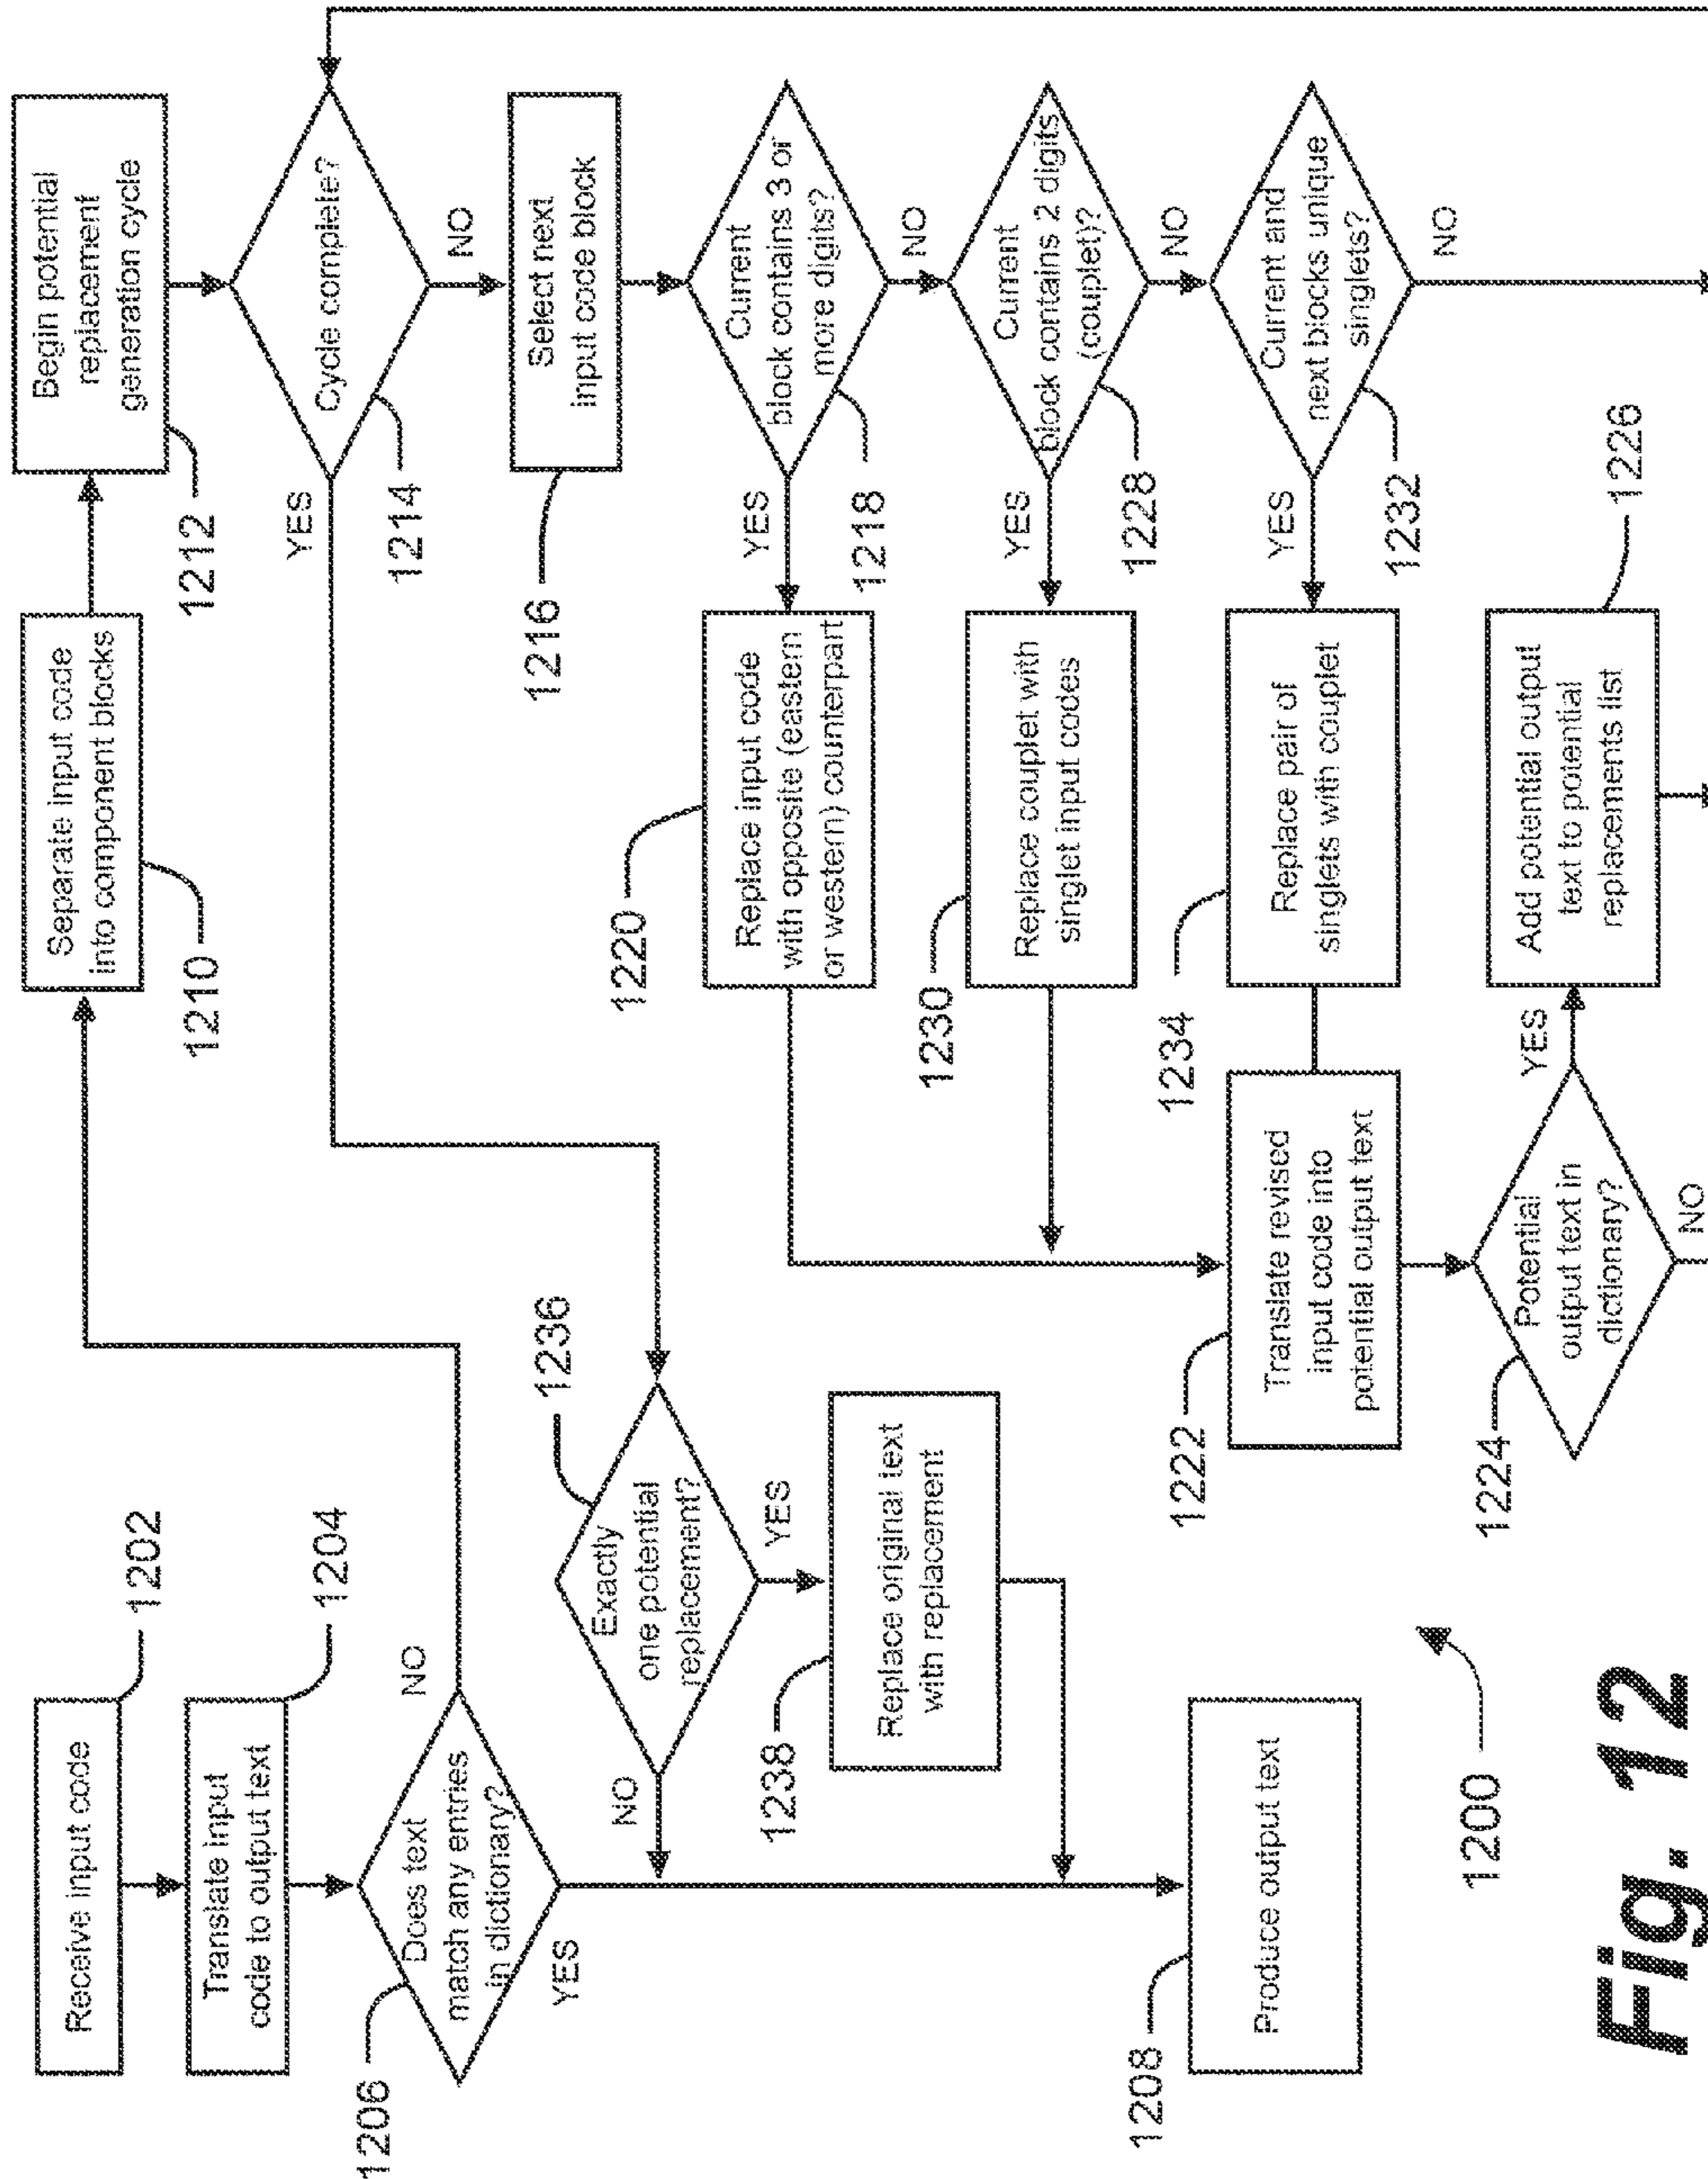 Receive input code
1202
Translate input
code to output text
1204
Does text
match any entries
in dictionary?
1206
NO
YES
Produce output text
1208
Separate input code
into component blocks
1210
Begin potential
replacement
generation cycle
1212
Cycle complete?
1214
YES
NO
Select next
input code block
1216
Current
block contains 3 or
more digits?
1218
YES
NO
Replace input code
with opposite (eastern
or western) counterpart
1220
Current
block contains 2 digits
(couplet)?
1228
YES
NO
Replace couplet with
singlet input codes
1230
Current and
next blocks unique
singlets?
1232
YES
NO
Replace pair of
singlets with couplet
1234
Translate revised
input code into
potential output text
1222
Potential
output text in
dictionary?
1224
YES
NO
Add potential output
text to potential
replacements list
1226
Exactly
one potential
replacement?
1236
NO
YES
Replace original text
with replacement
1238
1200
Fig. 12